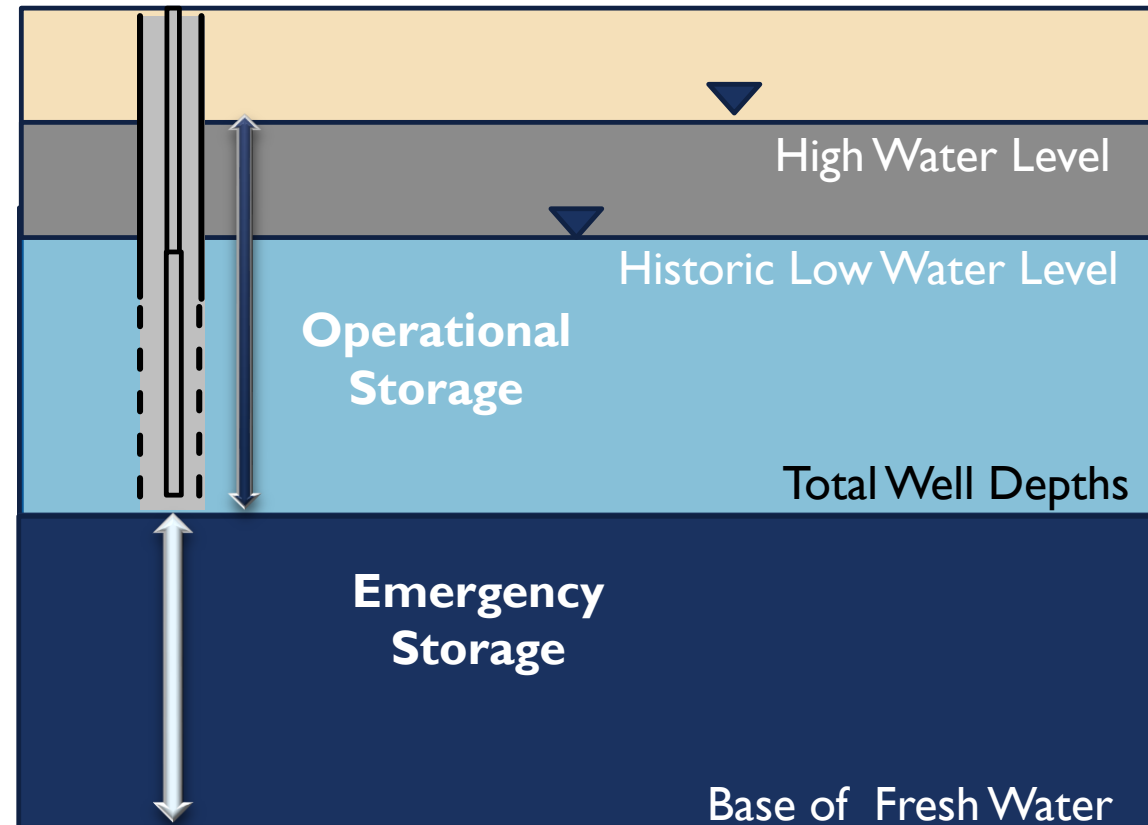 High Water Level
Historic Low Water Level
Operational
Storage
Total Well Depths
Emergency
Storage
Base of Fresh Water